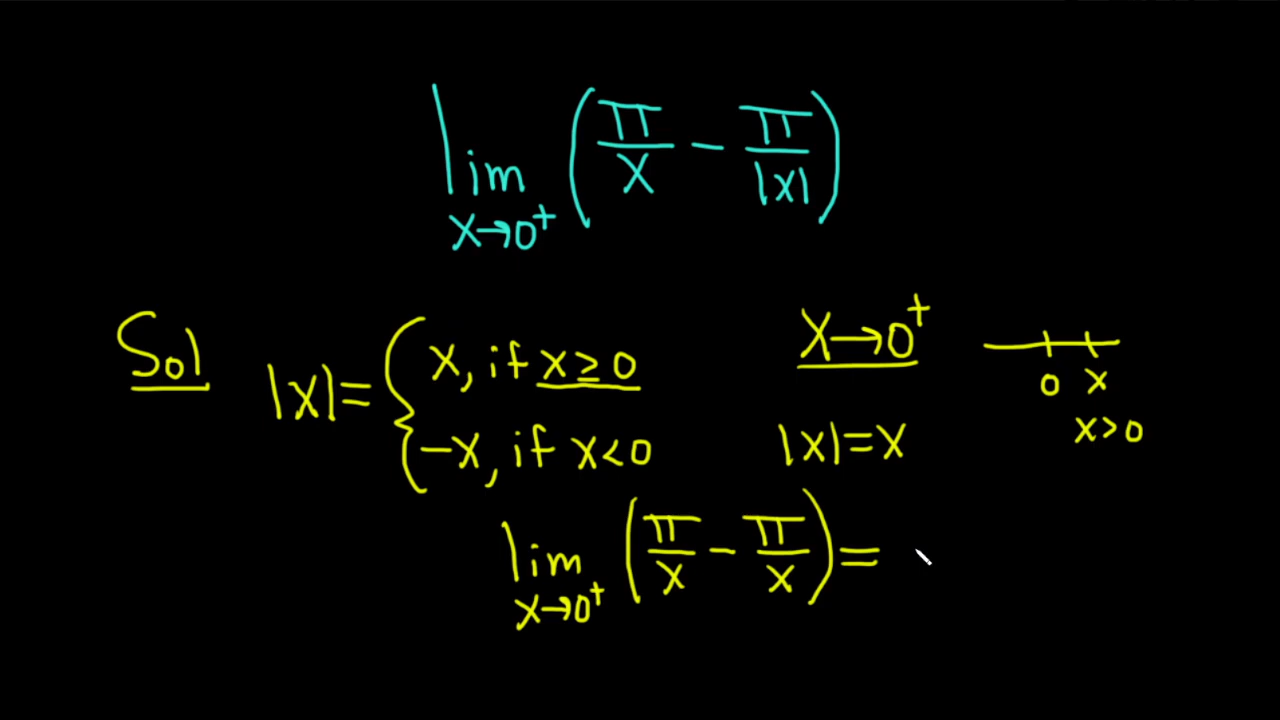 lim x→0⁺ (π/x − π/|x|)
Sol |x| = { x, if x ≥ 0
−x, if x < 0
x→0⁺
0 x
x > 0
|x| = x
lim x→0⁺ (π/x − π/x) =